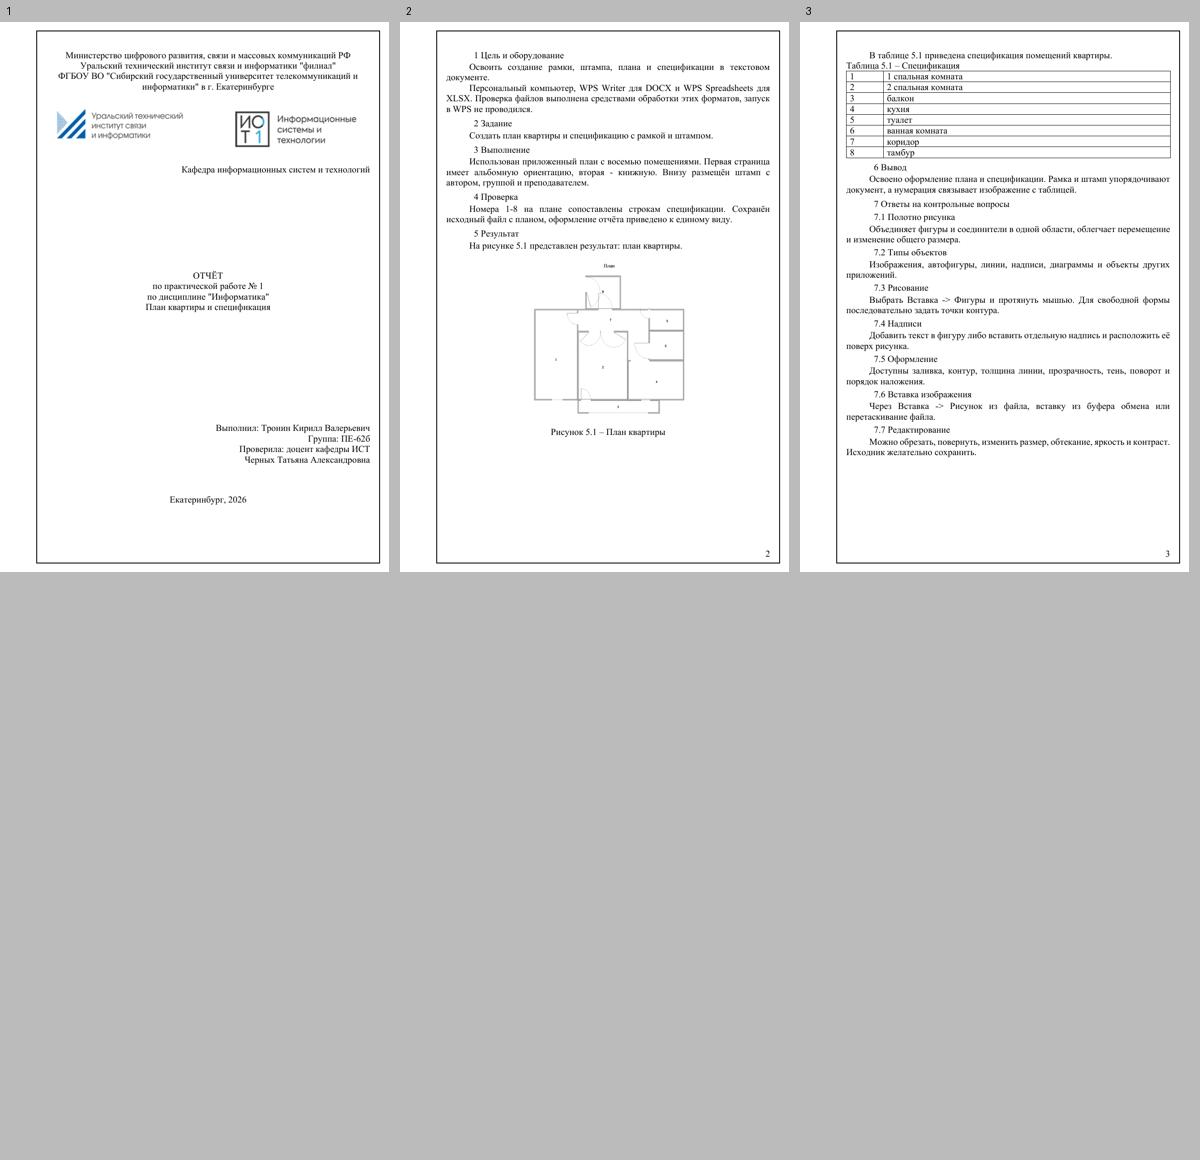 1
Министерство цифрового развития, связи и массовых коммуникаций РФ
Уральский технический институт связи и информатики "филиал"
ФГБОУ ВО "Сибирский государственный университет телекоммуникаций и
информатики" в г. Екатеринбурге
Уральский технический
институт связи
и информатики
ИО
Т 1
Информационные
системы и
технологии
Кафедра информационных систем и технологий
ОТЧЁТ
по практической работе № 1
по дисциплине "Информатика"
План квартиры и спецификация
Выполнил: Тронин Кирилл Валерьевич
Группа: ПЕ-62б
Проверила: доцент кафедры ИСТ
Черных Татьяна Александровна
Екатеринбург, 2026
2
1 Цель и оборудование
Освоить создание рамки, штампа, плана и спецификации в текстовом
документе.
Персональный компьютер, WPS Writer для DOCX и WPS Spreadsheets для
XLSX. Проверка файлов выполнена средствами обработки этих форматов, запуск
в WPS не проводился.
2 Задание
Создать план квартиры и спецификацию с рамкой и штампом.
3 Выполнение
Использован приложенный план с восемью помещениями. Первая страница
имеет альбомную ориентацию, вторая - книжную. Внизу размещён штамп с
автором, группой и преподавателем.
4 Проверка
Номера 1-8 на плане сопоставлены строкам спецификации. Сохранён
исходный файл с планом, оформление отчёта приведено к единому виду.
5 Результат
На рисунке 5.1 представлен результат: план квартиры.
План
8
7
5
6
1
2
4
3
Рисунок 5.1 – План квартиры
2
3
В таблице 5.1 приведена спецификация помещений квартиры.
Таблица 5.1 – Спецификация
1 1 спальная комната
2 2 спальная комната
3 балкон
4 кухня
5 туалет
6 ванная комната
7 коридор
8 тамбур
6 Вывод
Освоено оформление плана и спецификации. Рамка и штамп упорядочивают
документ, а нумерация связывает изображение с таблицей.
7 Ответы на контрольные вопросы
7.1 Полотно рисунка
Объединяет фигуры и соединители в одной области, облегчает перемещение
и изменение общего размера.
7.2 Типы объектов
Изображения, автофигуры, линии, надписи, диаграммы и объекты других
приложений.
7.3 Рисование
Выбрать Вставка -> Фигуры и протянуть мышью. Для свободной формы
последовательно задать точки контура.
7.4 Надписи
Добавить текст в фигуру либо вставить отдельную надпись и расположить её
поверх рисунка.
7.5 Оформление
Доступны заливка, контур, толщина линии, прозрачность, тень, поворот и
порядок наложения.
7.6 Вставка изображения
Через Вставка -> Рисунок из файла, вставку из буфера обмена или
перетаскивание файла.
7.7 Редактирование
Можно обрезать, повернуть, изменить размер, обтекание, яркость и контраст.
Исходник желательно сохранить.
3